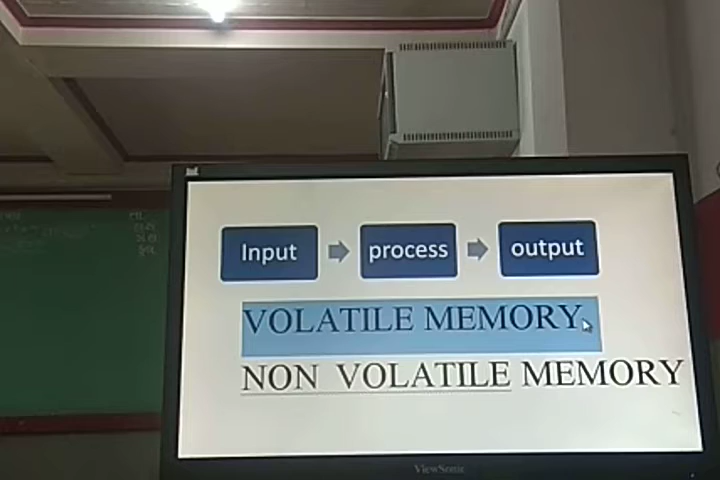 Input process output
VOLATILE MEMORY
NON VOLATILE MEMORY
ViewSonic